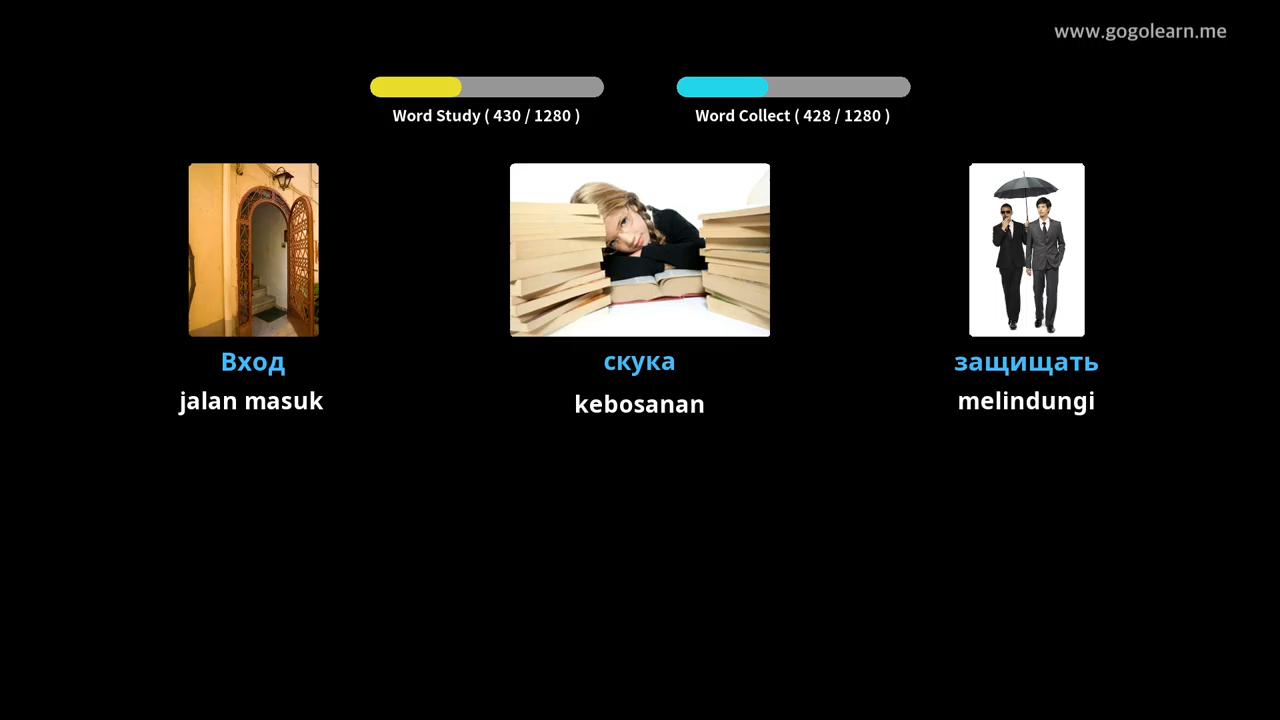 www.gogolearn.me
Word Study ( 430 / 1280 )
Word Collect ( 428 / 1280 )
Вход
jalan masuk
скука
kebosanan
защищать
melindungi